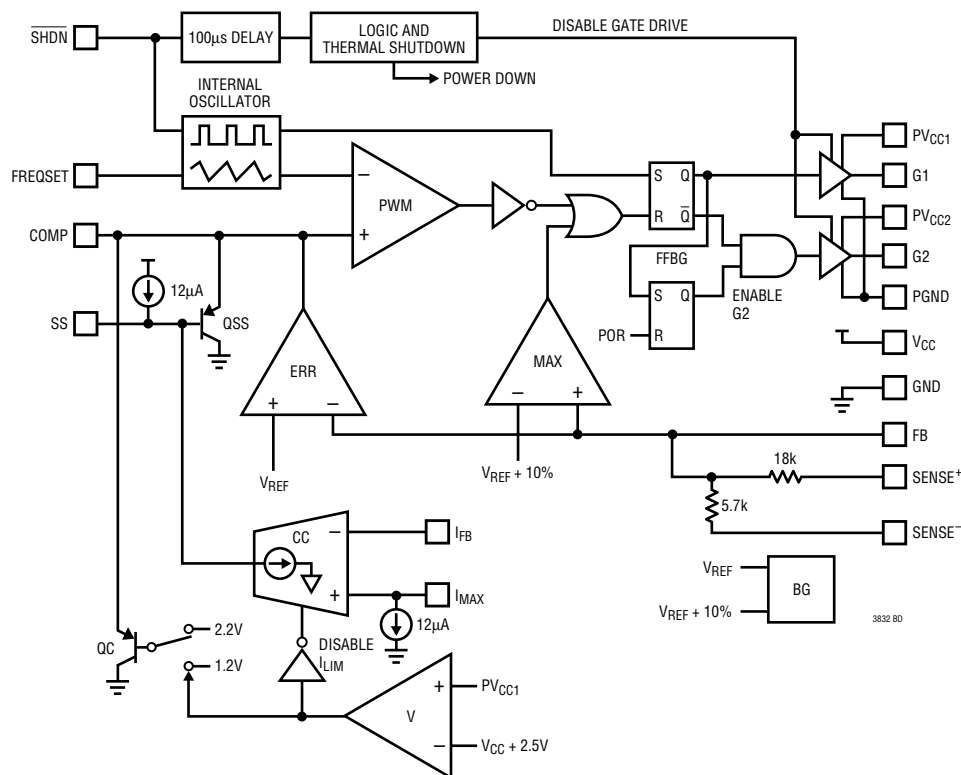 SHDN
100µs DELAY
LOGIC AND
THERMAL SHUTDOWN
DISABLE GATE DRIVE
POWER DOWN
INTERNAL
OSCILLATOR
PVCC1
FREQSET
–
PWM
+
S Q
R Q
G1
COMP
PVCC2
FFBG
12µA
G2
SS
QSS
S Q
R
POR
ENABLE
G2
PGND
VCC
ERR
+ –
MAX
– +
GND
FB
VREF
VREF + 10%
18k
SENSE+
5.7k
SENSE–
CC
–
+
IFB
IMAX
12µA
VREF
VREF + 10%
BG
3832 BD
QC
2.2V
1.2V
DISABLE
ILIM
V
+
–
PVCC1
VCC + 2.5V